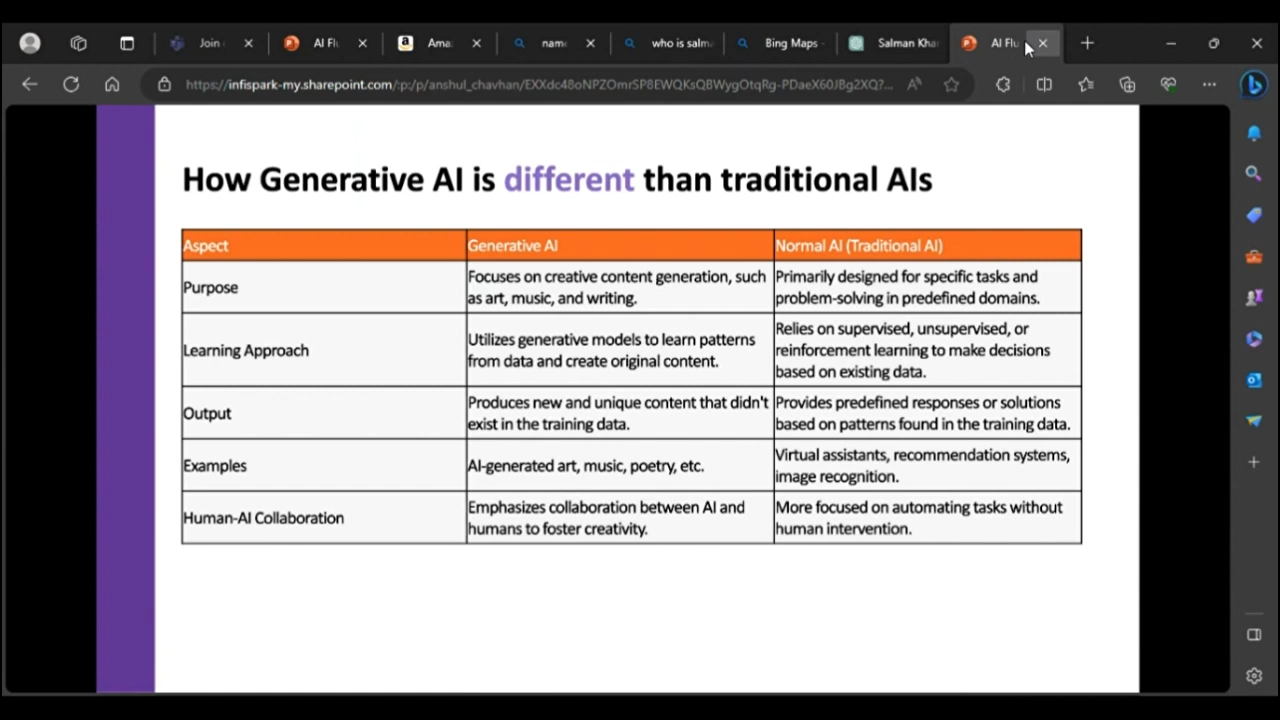 Join
AI Flu
Ama
name
who is salm
Bing Maps -
Salman Kha
AI Flu
https://infispark-my.sharepoint.com/:p:/p/anshul_chavhan/EXXdc48oNPZOmrSP8EWQKsQBWygOtqRg-PDaeX60JBg2XQ?...
How Generative AI is different than traditional AIs
Aspect
Generative AI
Normal AI (Traditional AI)
Purpose
Focuses on creative content generation, such
as art, music, and writing.
Primarily designed for specific tasks and
problem-solving in predefined domains.
Learning Approach
Utilizes generative models to learn patterns
from data and create original content.
Relies on supervised, unsupervised, or
reinforcement learning to make decisions
based on existing data.
Output
Produces new and unique content that didn't
exist in the training data.
Provides predefined responses or solutions
based on patterns found in the training data.
Examples
AI-generated art, music, poetry, etc.
Virtual assistants, recommendation systems,
image recognition.
Human-AI Collaboration
Emphasizes collaboration between AI and
humans to foster creativity.
More focused on automating tasks without
human intervention.